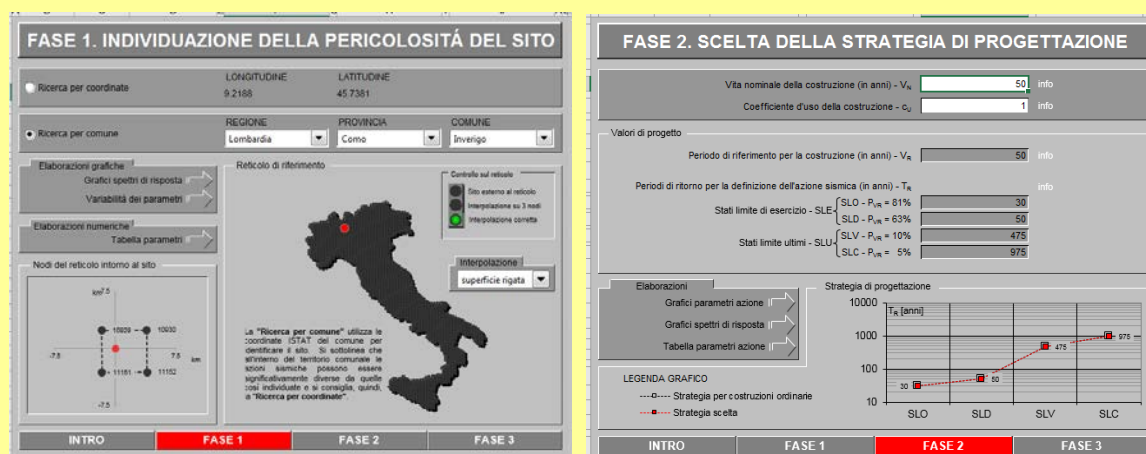 FASE 1. INDIVIDUAZIONE DELLA PERICOLOSITÁ DEL SITO
LONGITUDINE LATITUDINE
Ricerca per coordinate 9.2188 45.7381
REGIONE PROVINCIA COMUNE
Ricerca per comune Lombardia Como Inverigo
Elaborazioni grafiche
Grafici spettri di risposta
Variabilità dei parametri
Elaborazioni numeriche
Tabella parametri
Nodi del reticolo intorno al sito
km 7.5
10929 10930
-7.5 7.5 km
11151 11152
-7.5
Reticolo di riferimento
Controllo sul reticolo
Sito esterno al reticolo
Interpolazione su 3 nodi
Interpolazione corretta
Interpolazione
superficie rigata
La "Ricerca per comune" utilizza le
coordinate ISTAT del comune per
identificare il sito. Si sottolinea che
all'interno del territorio comunale le
azioni sismiche possono essere
significativamente diverse da quelle
così individuate e si consiglia, quindi,
la "Ricerca per coordinate".
INTRO FASE 1 FASE 2 FASE 3
FASE 2. SCELTA DELLA STRATEGIA DI PROGETTAZIONE
Vita nominale della costruzione (in anni) - VN 50 info
Coefficiente d'uso della costruzione - cU 1 info
Valori di progetto
Periodo di riferimento per la costruzione (in anni) - VR 50 info
Periodi di ritorno per la definizione dell'azione sismica (in anni) - TR info
Stati limite di esercizio - SLE
SLO - PVR = 81% 30
SLD - PVR = 63% 50
Stati limite ultimi - SLU
SLV - PVR = 10% 475
SLC - PVR = 5% 975
Elaborazioni
Grafici parametri azione
Grafici spettri di risposta
Tabella parametri azione
LEGENDA GRAFICO
Strategia per costruzioni ordinarie
Strategia scelta
Strategia di progettazione
TR [anni]
10000
1000
100
10
30 50 475 975
SLO SLD SLV SLC
INTRO FASE 1 FASE 2 FASE 3